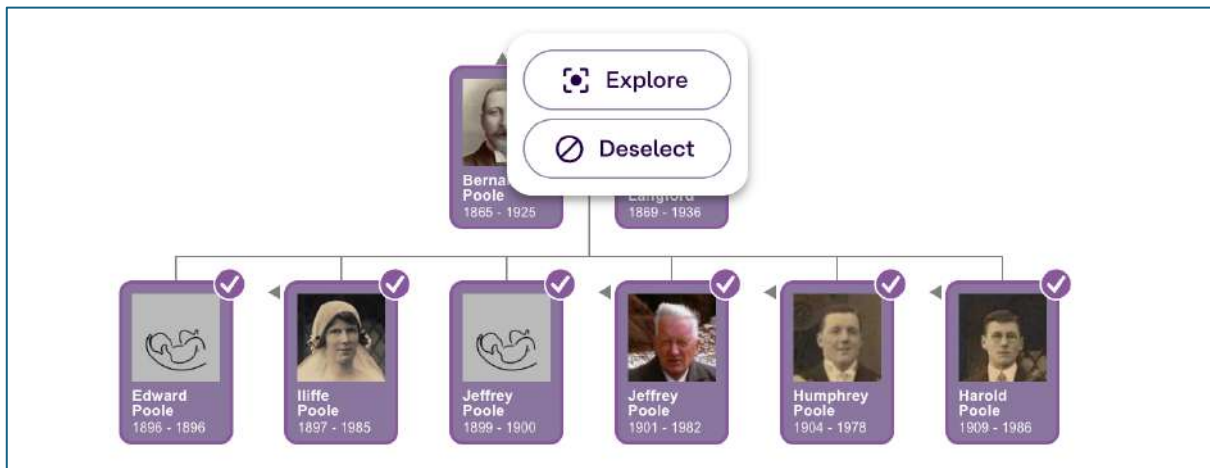 Explore
Deselect
Poole
1865 - 1925
Langford
1869 - 1936
Edward
Poole
1896 - 1896
Iliffe
Poole
1897 - 1985
Jeffrey
Poole
1899 - 1900
Jeffrey
Poole
1901 - 1982
Humphrey
Poole
1904 - 1978
Harold
Poole
1909 - 1986